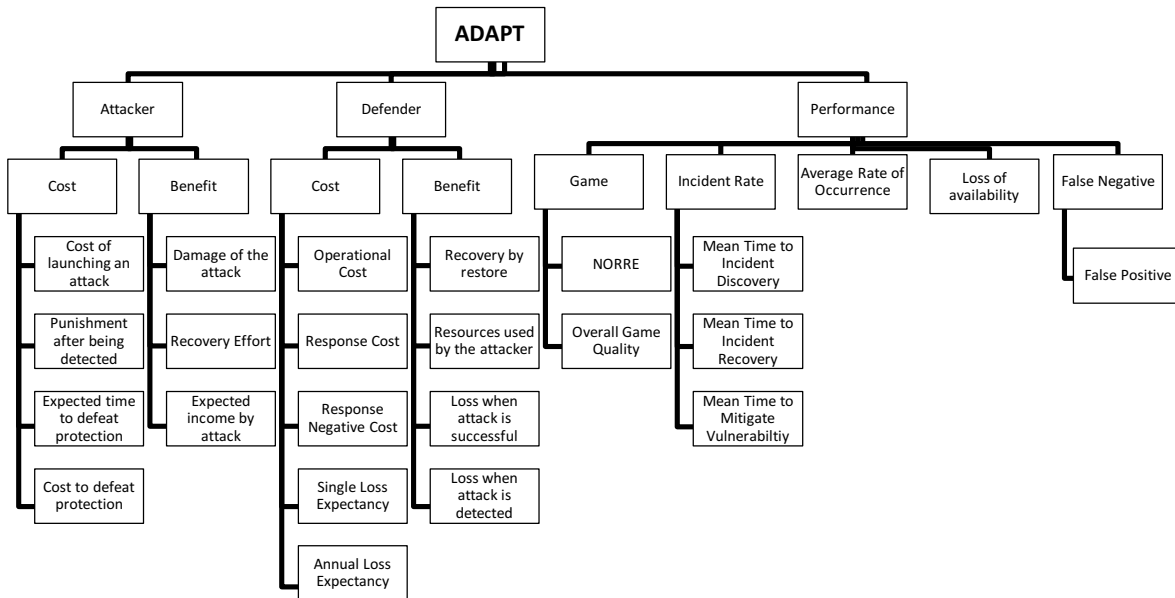 ADAPT
Attacker
Defender
Performance
Cost
Benefit
Cost
Benefit
Game
Incident Rate
Average Rate of
Occurrence
Loss of
availability
False Negative
Cost of
launching an
attack
Punishment
after being
detected
Expected time
to defeat
protection
Cost to defeat
protection
Damage of the
attack
Recovery Effort
Expected
income by
attack
Operational
Cost
Response Cost
Response
Negative Cost
Single Loss
Expectancy
Annual Loss
Expectancy
Recovery by
restore
Resources used
by the attacker
Loss when
attack is
successful
Loss when
attack is
detected
NORRE
Overall Game
Quality
Mean Time to
Incident
Discovery
Mean Time to
Incident
Recovery
Mean Time to
Mitigate
Vulnerabiltiy
False Positive